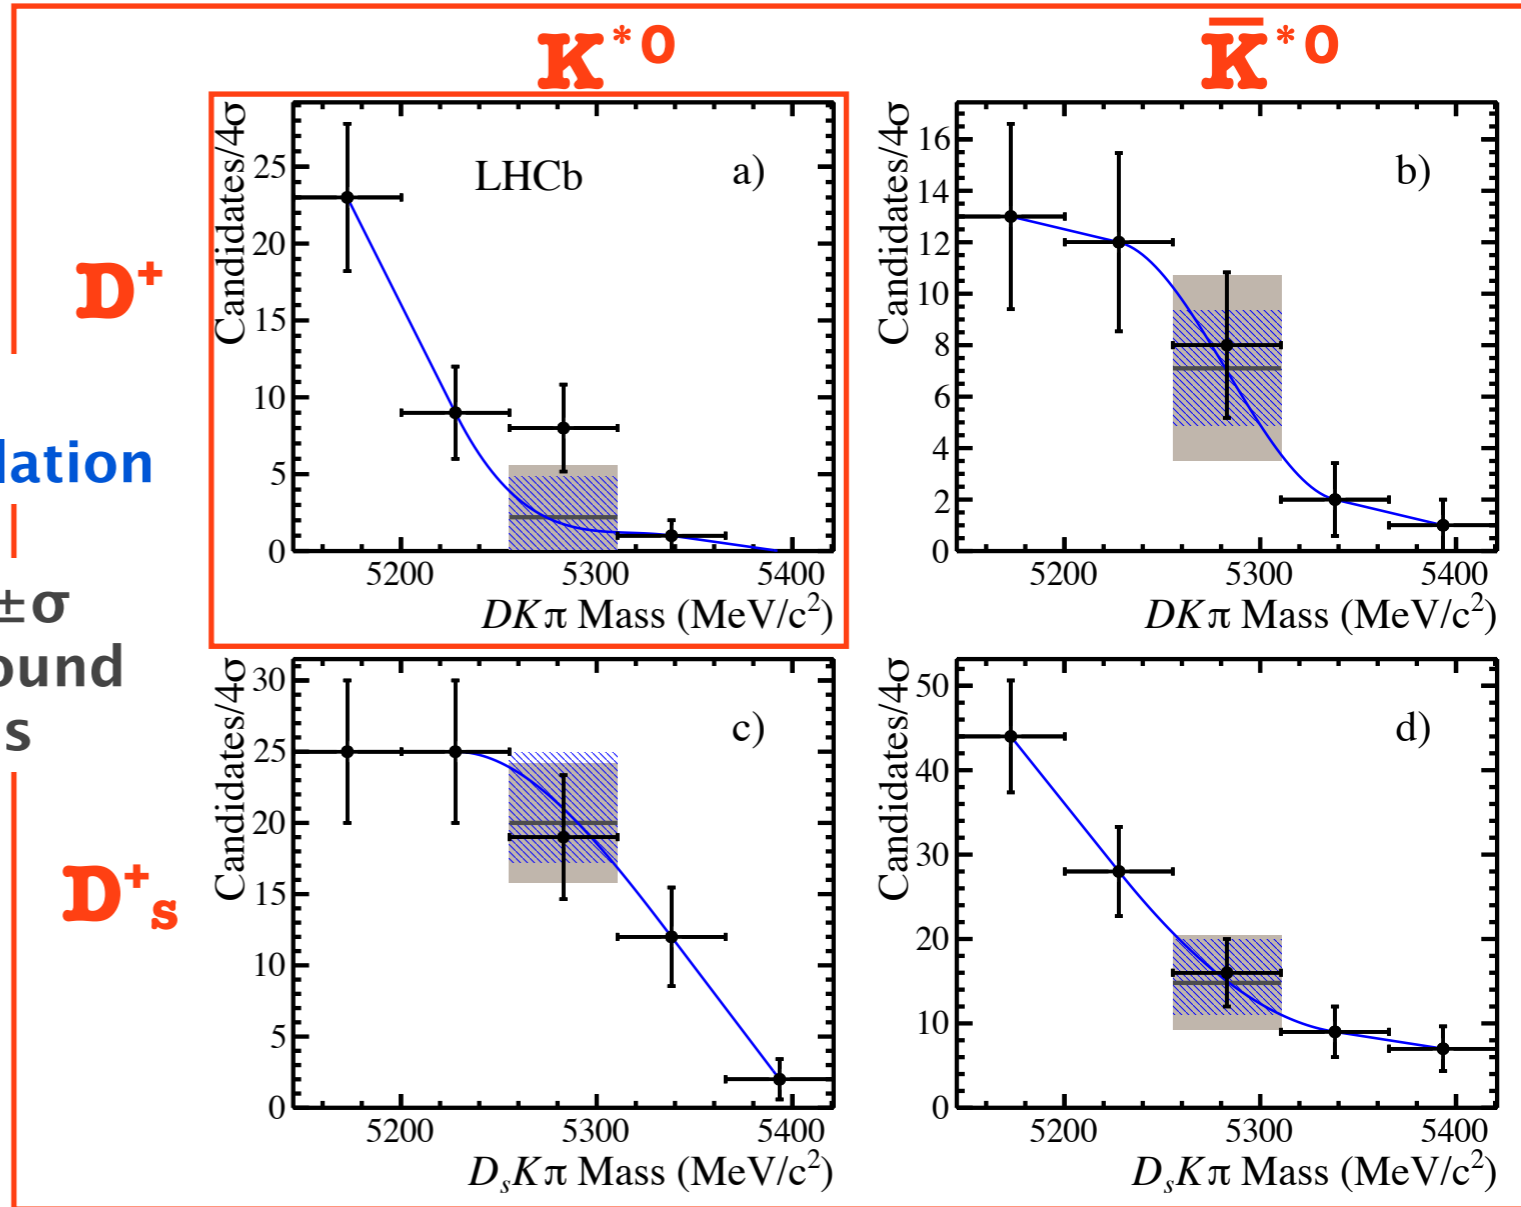 K*0
K̅*0
D+
Candidates/4σ
25
20
15
10
5
0
LHCb
a)
5200 5300 5400
DKπ Mass (MeV/c²)
Candidates/4σ
16
14
12
10
8
6
4
2
0
b)
5200 5300 5400
DKπ Mass (MeV/c²)
lation
±σ
ound
s
D+s
Candidates/4σ
30
25
20
15
10
5
0
c)
5200 5300 5400
DsKπ Mass (MeV/c²)
Candidates/4σ
50
40
30
20
10
0
d)
5200 5300 5400
DsKπ Mass (MeV/c²)